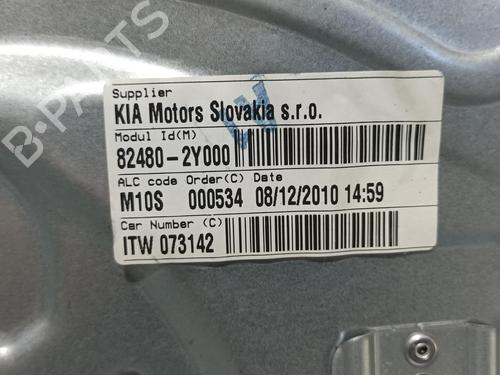 Supplier
KIA Motors Slovakia s.r.o.
Modul Id(M)
82480-2Y000
ALC code Order(C) Date
M10S 000534 08/12/2010 14:59
Car Number (C)
ITW 073142
B-PARTS